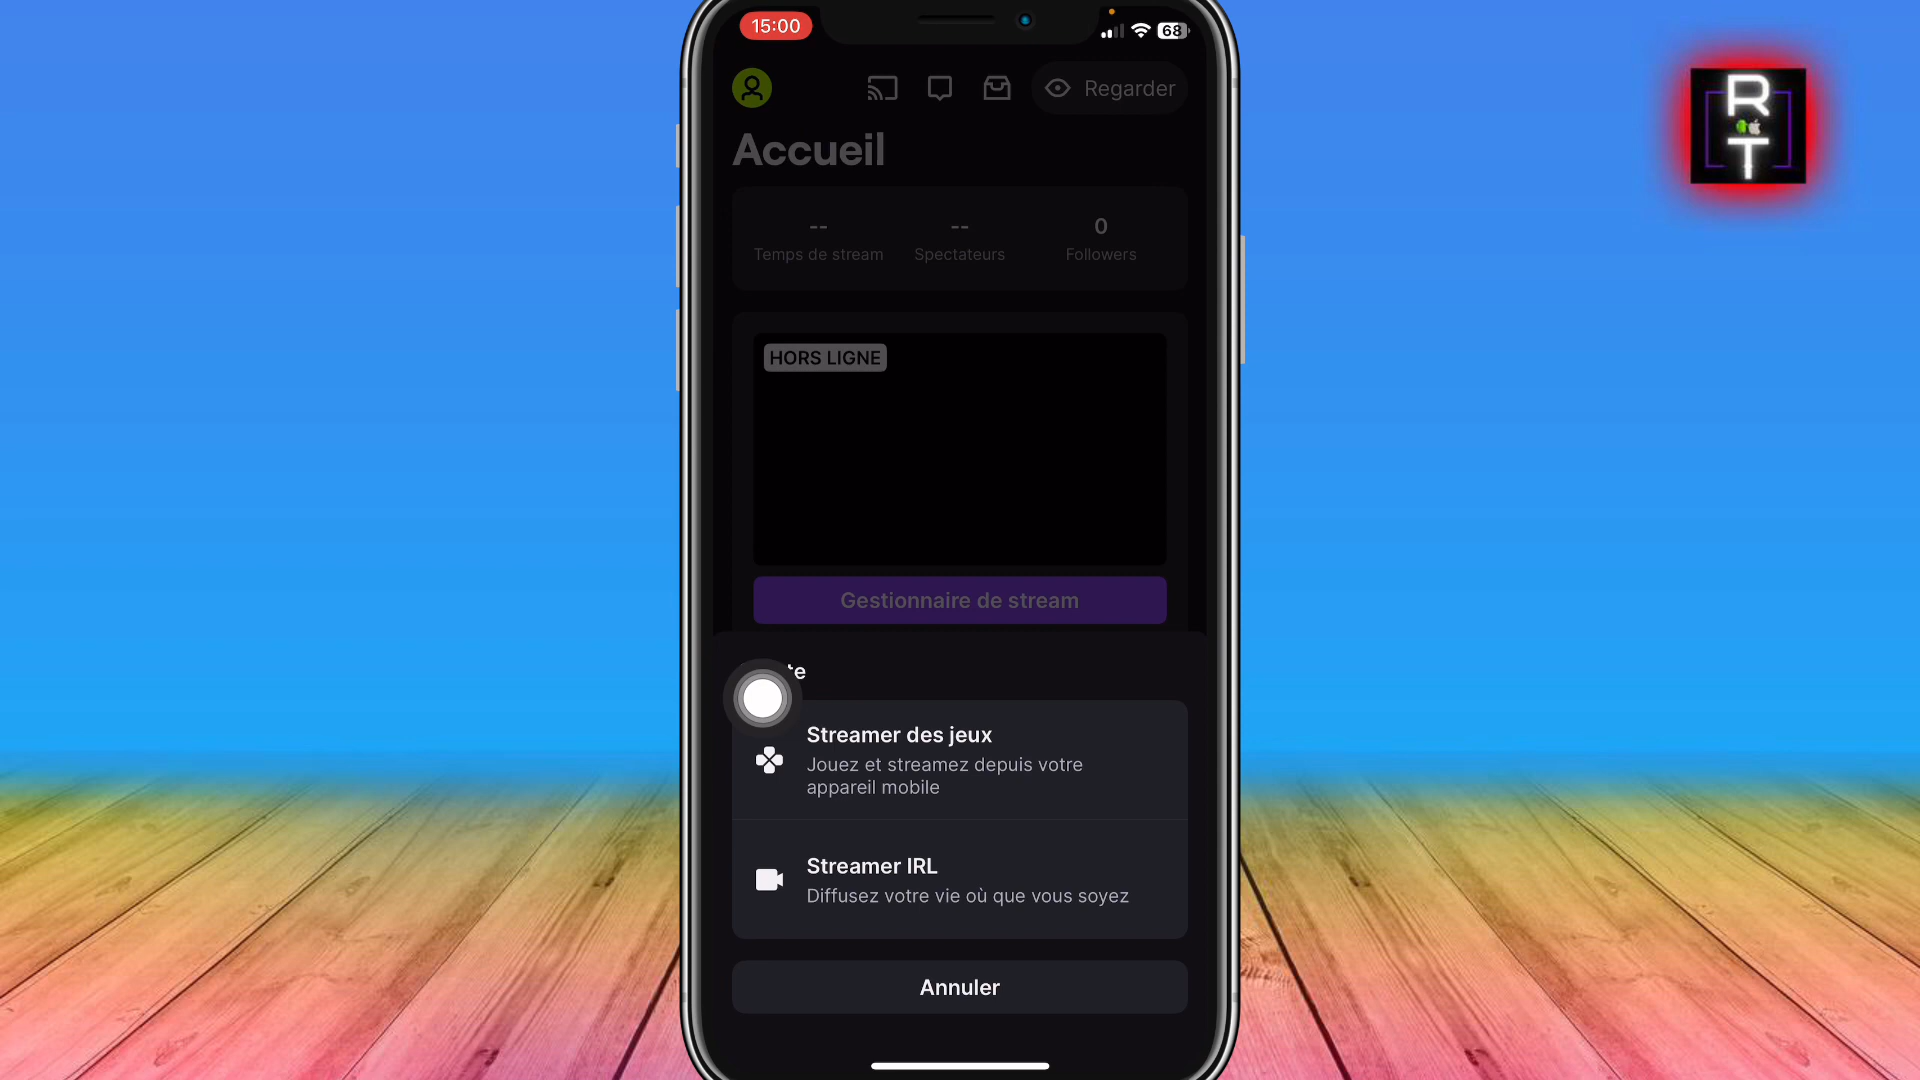 15:00
68
Regarder
Accueil
-- -- 0
Temps de stream Spectateurs Followers
HORS LIGNE
Gestionnaire de stream
Streamer des jeux
Jouez et streamez depuis votre
appareil mobile
Streamer IRL
Diffusez votre vie où que vous soyez
Annuler
R
T